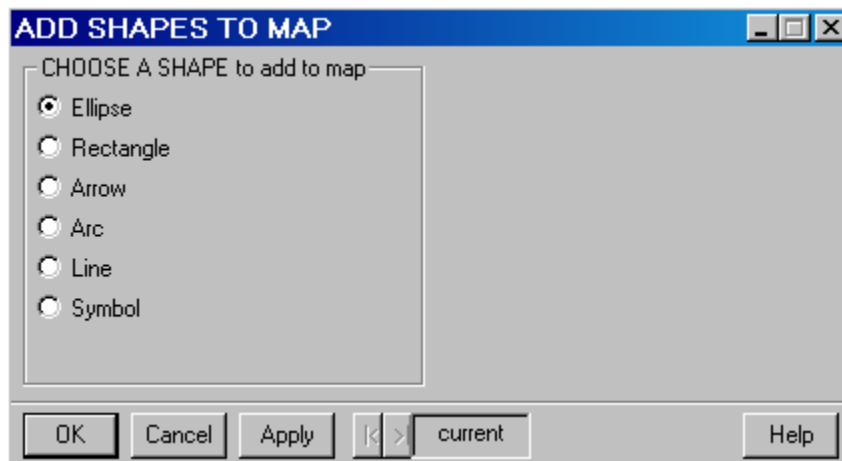 ADD SHAPES TO MAP
CHOOSE A SHAPE to add to map
Ellipse
Rectangle
Arrow
Arc
Line
Symbol
OK Cancel Apply |< >| current Help